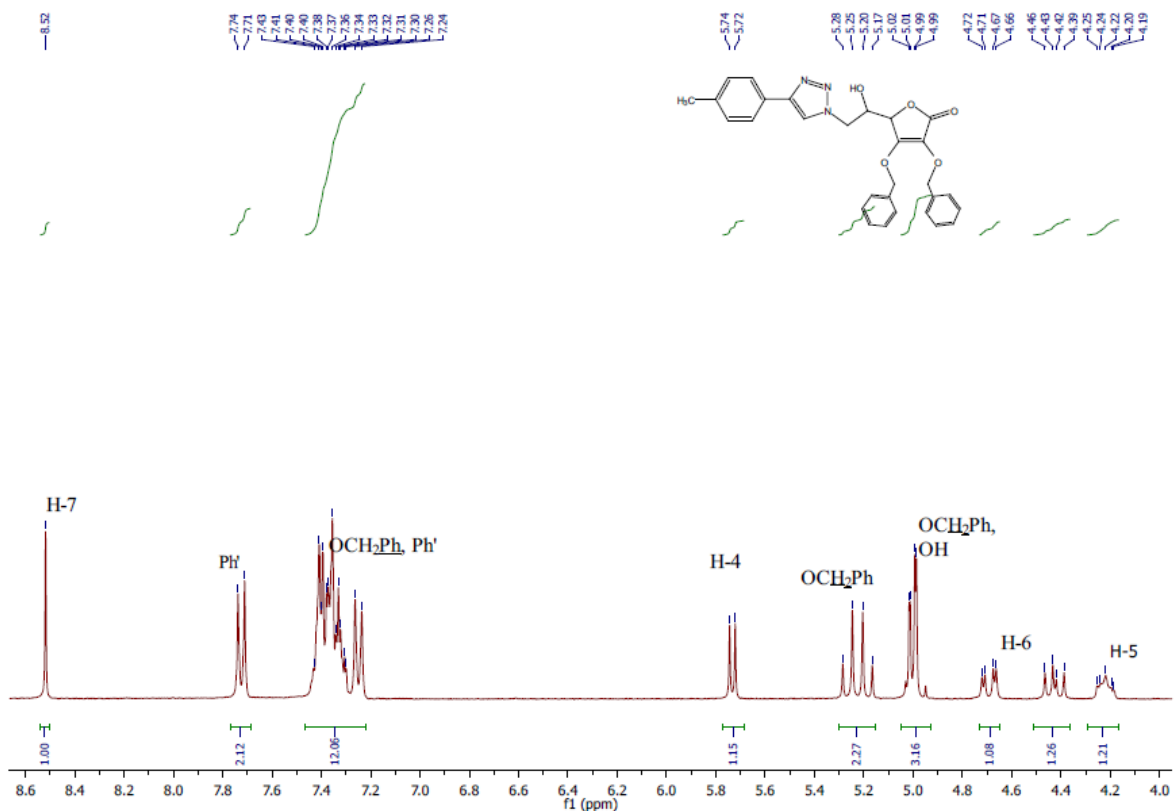 8.52 7.74 7.71 7.43 7.41 7.40 7.40 7.38 7.37 7.36 7.34 7.33 7.32 7.31 7.30 7.26 7.24 5.74 5.72 5.28 5.25 5.20 5.17 5.02 5.01 4.99 4.99 4.72 4.71 4.67 4.66 4.46 4.43 4.42 4.39 4.25 4.24 4.22 4.20 4.19
N N HO
H₃C N O O
O O
H-7
Ph'
OCH₂Ph, Ph'
H-4
OCH₂Ph
OCH₂Ph,
OH
H-6
H-5
1.00 2.12 12.06 1.15 2.27 3.16 1.08 1.26 1.21
8.6 8.4 8.2 8.0 7.8 7.6 7.4 7.2 7.0 6.8 6.6 6.4 6.2 6.0 5.8 5.6 5.4 5.2 5.0 4.8 4.6 4.4 4.2 4.0
f1 (ppm)